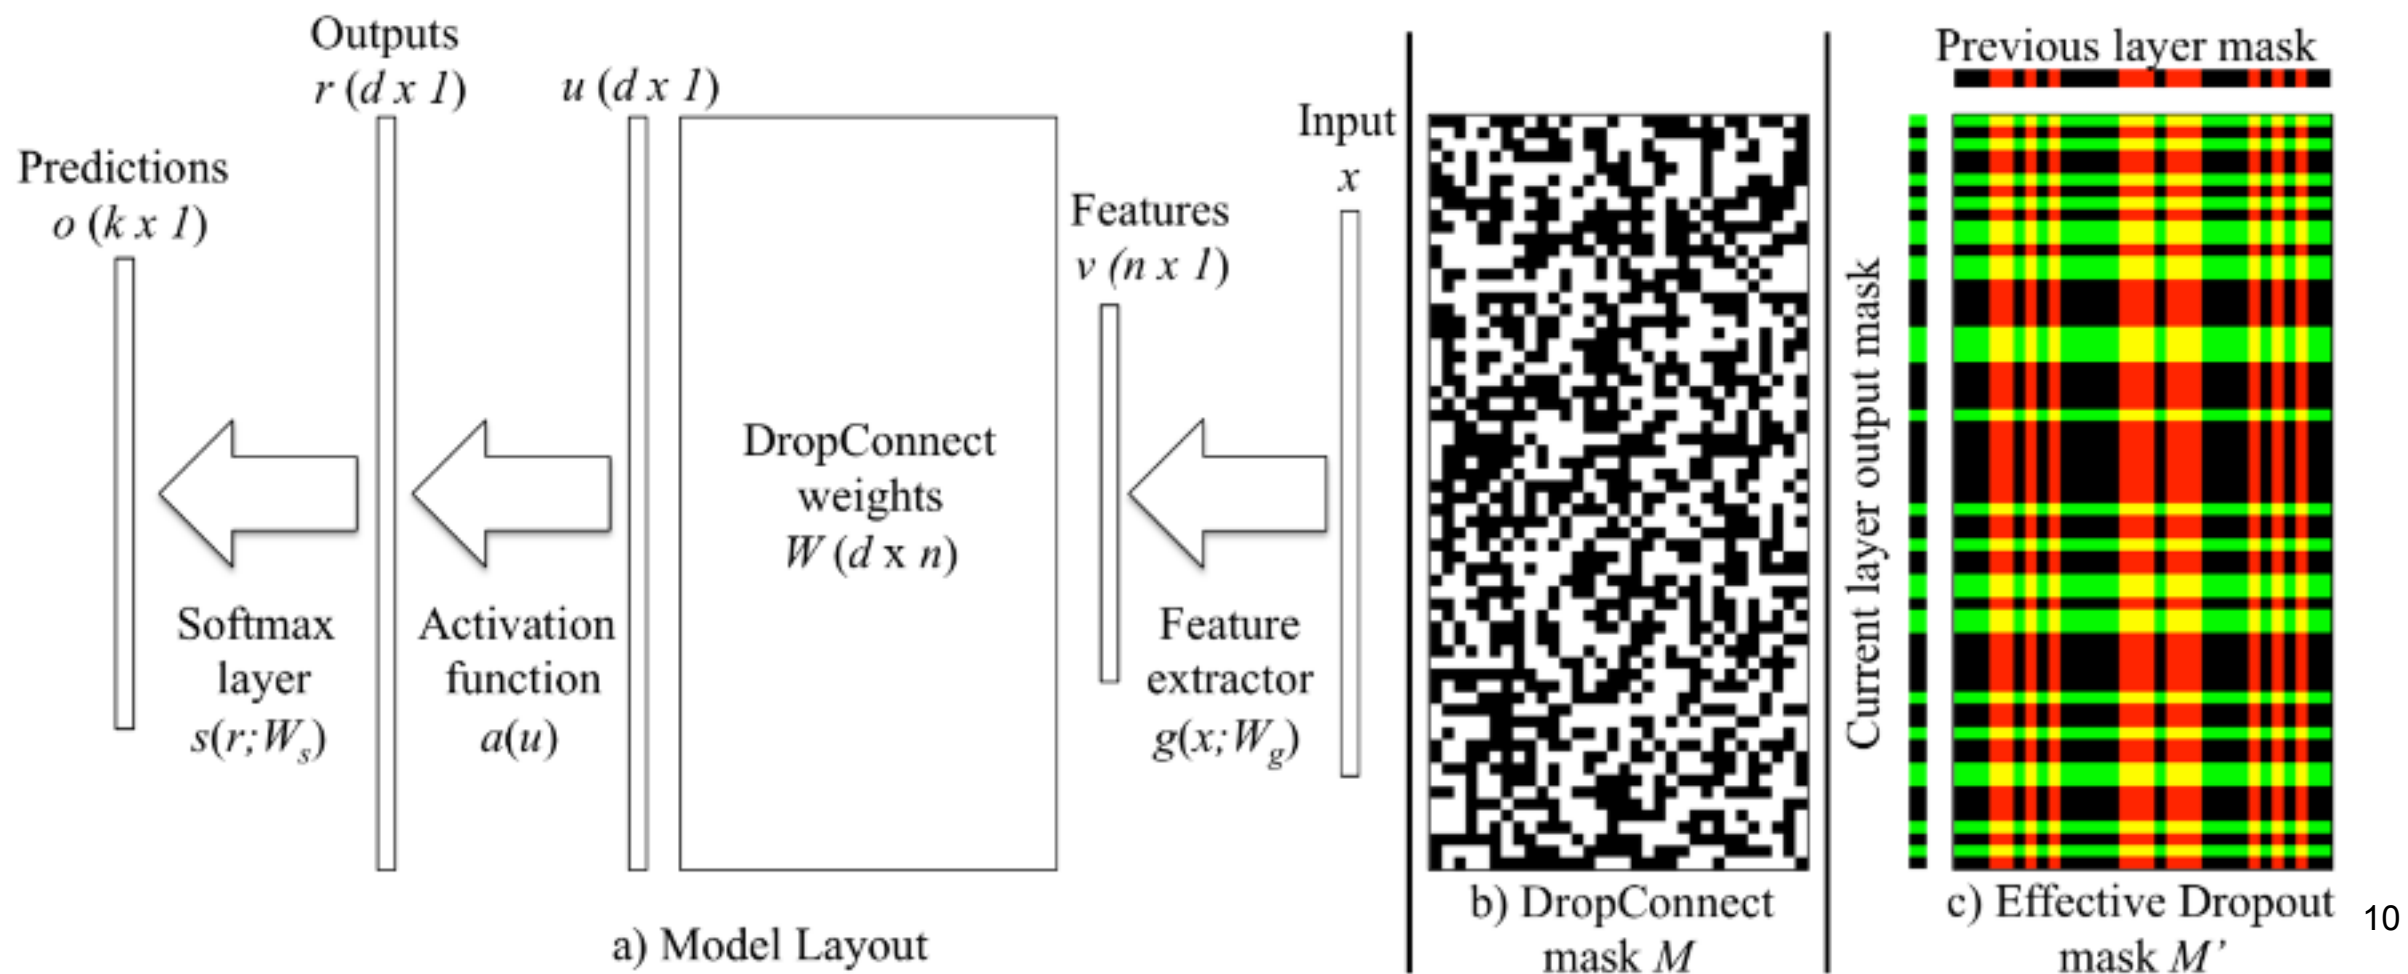 Outputs
r (d x 1)
u (d x 1)
Predictions
o (k x 1)
DropConnect
weights
W (d x n)
Features
v (n x 1)
Input
x
Softmax
layer
s(r;Ws)
Activation
function
a(u)
Feature
extractor
g(x;Wg)
a) Model Layout
b) DropConnect
mask M
Previous layer mask
Current layer output mask
c) Effective Dropout
mask M’
10